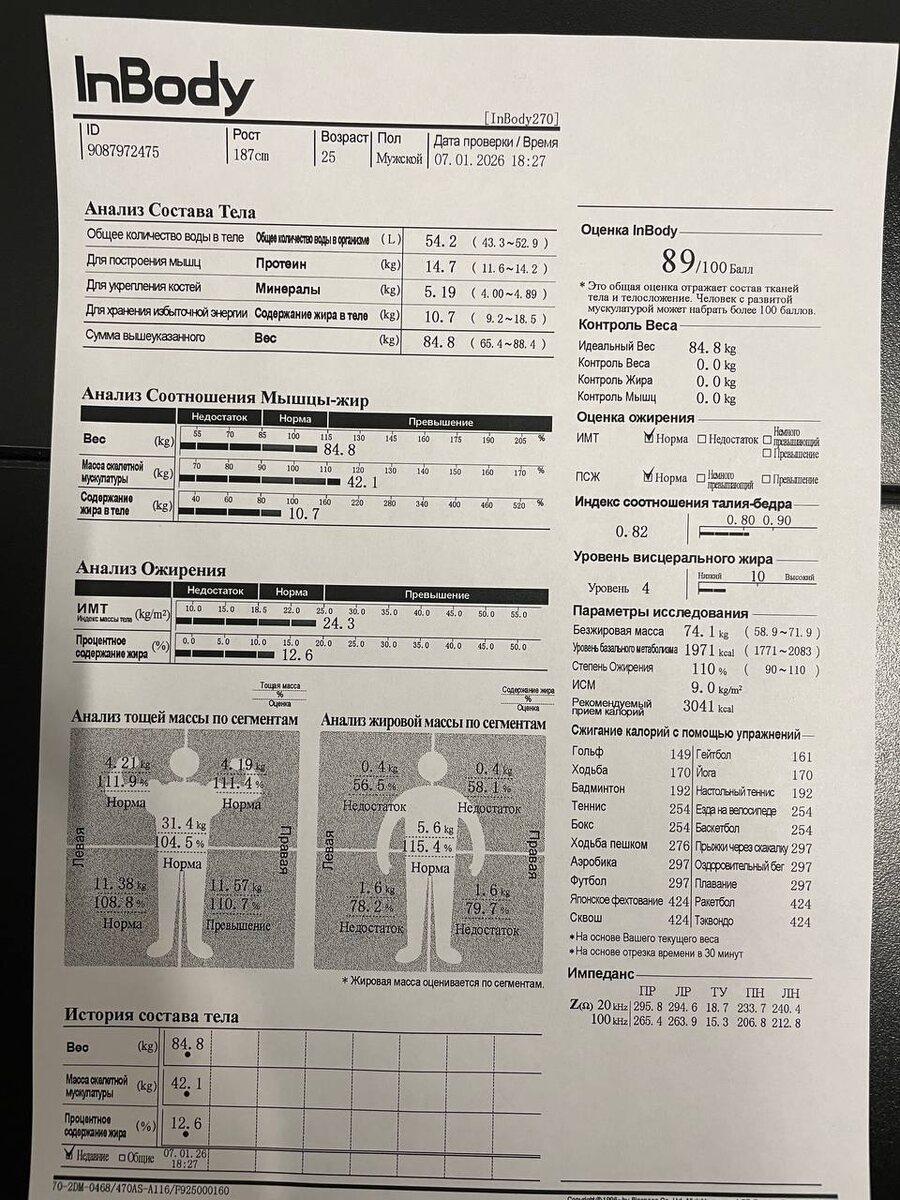 InBody
[InBody270]
ID
9087972475
Рост
187cm
Возраст
25
Пол
Мужской
Дата проверки / Время
07. 01. 2026 18:27
Анализ Состава Тела
Общее количество воды в теле Общее количество воды в организме (L) 54. 2 ( 43. 3~52. 9 )
Для построения мышц Протеин (kg) 14. 7 ( 11. 6~14. 2 )
Для укрепления костей Минералы (kg) 5. 19 ( 4. 00~4. 89 )
Для хранения избыточной энергии Содержание жира в теле (kg) 10. 7 ( 9. 2~18. 5 )
Сумма вышеуказанного Вес (kg) 84. 8 ( 65. 4~88. 4 )
Анализ Соотношения Мышцы-жир
Недостаток Норма Превышение
Вес (kg) 55 70 85 100 115 130 145 160 175 190 205 %
84. 8
Масса скелетной мускулатуры (kg) 70 80 90 100 110 120 130 140 150 160 170 %
42. 1
Содержание жира в теле (kg) 40 60 80 100 160 220 280 340 400 460 520 %
10. 7
Анализ Ожирения
Недостаток Норма Превышение
ИМТ
Индекс массы тела (kg/m²) 10. 0 15. 0 18. 5 22. 0 25. 0 30. 0 35. 0 40. 0 45. 0 50. 0 55. 0
24. 3
Процентное содержание жира (%) 0. 0 5. 0 10. 0 15. 0 20. 0 25. 0 30. 0 35. 0 40. 0 45. 0 50. 0
12. 6
Тощая масса
%
Оценка
Анализ тощей массы по сегментам
4. 21 kg
111. 9 %
Норма
4. 19 kg
111. 4 %
Норма
31. 4 kg
104. 5 %
Норма
Левая
Правая
11. 38 kg
108. 8 %
Норма
11. 57 kg
110. 7 %
Превышение
Содержание жира
%
Оценка
Анализ жировой массы по сегментам
0. 4 kg
56. 5 %
Недостаток
0. 4 kg
58. 1 %
Недостаток
5. 6 kg
115. 4 %
Норма
Левая
Правая
1. 6 kg
78. 2 %
Недостаток
1. 6 kg
79. 7 %
Недостаток
* Жировая масса оценивается по сегментам.
История состава тела
Вес (kg) 84. 8
Масса скелетной мускулатуры (kg) 42. 1
Процентное содержание жира (%) 12. 6
Недавние Общие 07. 01. 26
18:27
70-2DM-0468/470AS-A116/P925000160
Оценка InBody
89/100 Балл
* Это общая оценка отражает состав тканей
тела и телосложение. Человек с развитой
мускулатурой может набрать более 100 баллов.
Контроль Веса
Идеальный Вес 84. 8 kg
Контроль Веса 0. 0 kg
Контроль Жира 0. 0 kg
Контроль Мышц 0. 0 kg
Оценка ожирения
ИМТ Норма Недостаток Немного превышающий
Превышение
ПСЖ Норма Немного превышающий Превышение
Индекс соотношения талия-бедра
0. 82 0. 80 0. 90
Уровень висцерального жира
Уровень 4 Низкий 10 Высокий
Параметры исследования
Безжировая масса 74. 1 kg ( 58. 9~71. 9 )
Уровень базального метаболизма 1971 kcal ( 1771~2083 )
Степень Ожирения 110 % ( 90~110 )
ИСМ 9. 0 kg/m²
Рекомендуемый прием калорий 3041 kcal
Сжигание калорий с помощью упражнений
Гольф 149 Гейтбол 161
Ходьба 170 Йога 170
Бадминтон 192 Настольный теннис 192
Теннис 254 Езда на велосипеде 254
Бокс 254 Баскетбол 254
Ходьба пешком 276 Прыжки через скакалку 297
Аэробика 297 Оздоровительный бег 297
Футбол 297 Плавание 297
Японское фехтование 424 Ракетбол 424
Сквош 424 Тэквондо 424
*На основе Вашего текущего веса
*На основе отрезка времени в 30 минут
Импеданс
ПР ЛР ТУ ПН ЛН
Z(Ω) 20 kHz 295. 8 294. 6 18. 7 233. 7 240. 4
100 kHz 265. 4 263. 9 15. 3 206. 8 212. 8